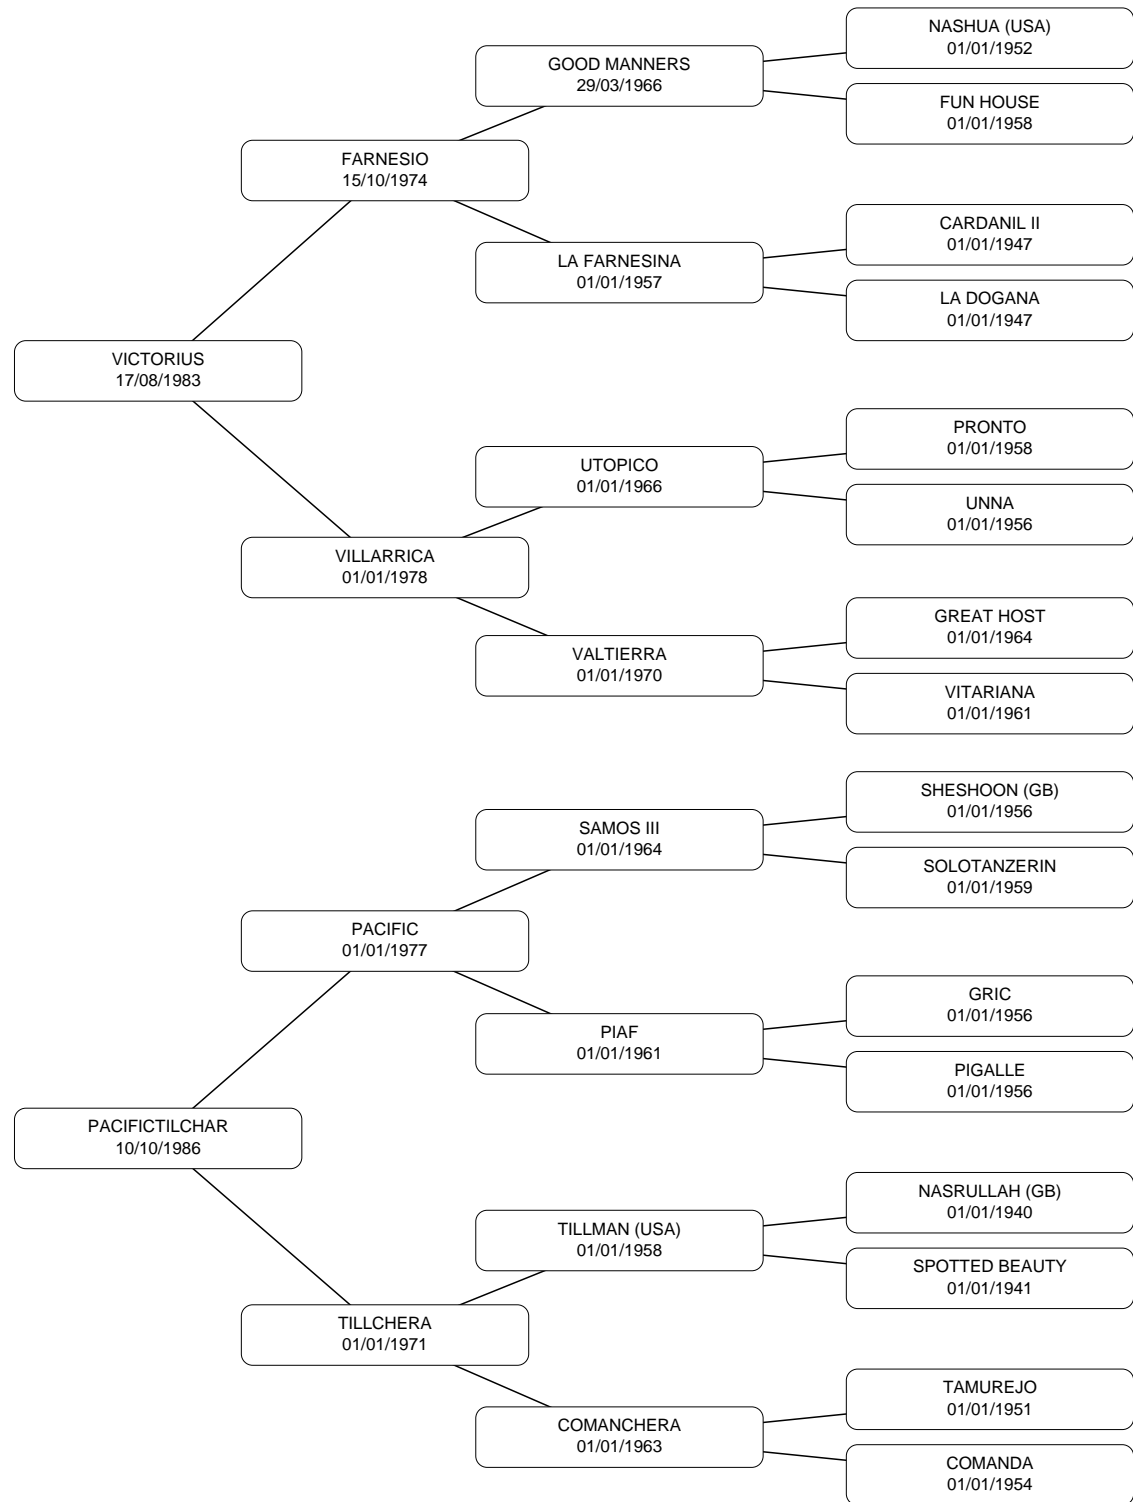 NASHUA (USA)
01/01/1952
GOOD MANNERS
29/03/1966
FUN HOUSE
01/01/1958
FARNESIO
15/10/1974
CARDANIL II
01/01/1947
LA FARNESINA
01/01/1957
LA DOGANA
01/01/1947
VICTORIUS
17/08/1983
PRONTO
01/01/1958
UTOPICO
01/01/1966
UNNA
01/01/1956
VILLARRICA
01/01/1978
GREAT HOST
01/01/1964
VALTIERRA
01/01/1970
VITARIANA
01/01/1961
SHESHOON (GB)
01/01/1956
SAMOS III
01/01/1964
SOLOTANZERIN
01/01/1959
PACIFIC
01/01/1977
GRIC
01/01/1956
PIAF
01/01/1961
PIGALLE
01/01/1956
PACIFICTILCHAR
10/10/1986
NASRULLAH (GB)
01/01/1940
TILLMAN (USA)
01/01/1958
SPOTTED BEAUTY
01/01/1941
TILLCHERA
01/01/1971
TAMUREJO
01/01/1951
COMANCHERA
01/01/1963
COMANDA
01/01/1954